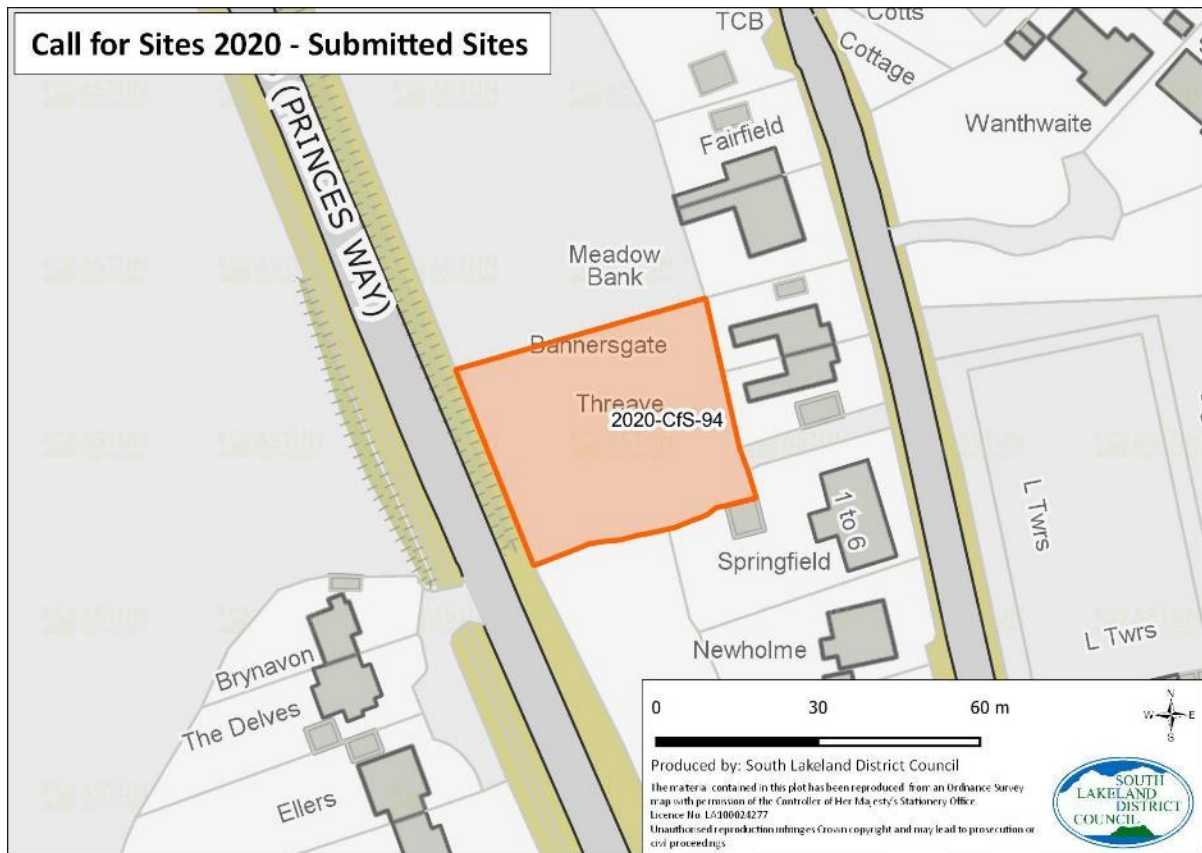 Call for Sites 2020 - Submitted Sites
TCB
Cotts
Cottage
(PRINCES WAY)
Fairfield
Wanthwaite
Meadow
Bank
Bannersgate
Threave
2020-CfS-94
1 to 6
L Twrs
Springfield
L Twrs
Newholme
Brynavon
The Delves
Ellers
0 30 60 m
N
W E
S
Produced by: South Lakeland District Council
The material contained in this plot has been reproduced from an Ordnance Survey
map with permission of the Controller of Her Majesty's Stationery Office.
Licence No. LA100024277
Unauthorised reproduction infringes Crown copyright and may lead to prosecution or
civil proceedings
SOUTH
LAKELAND
DISTRICT
COUNCIL